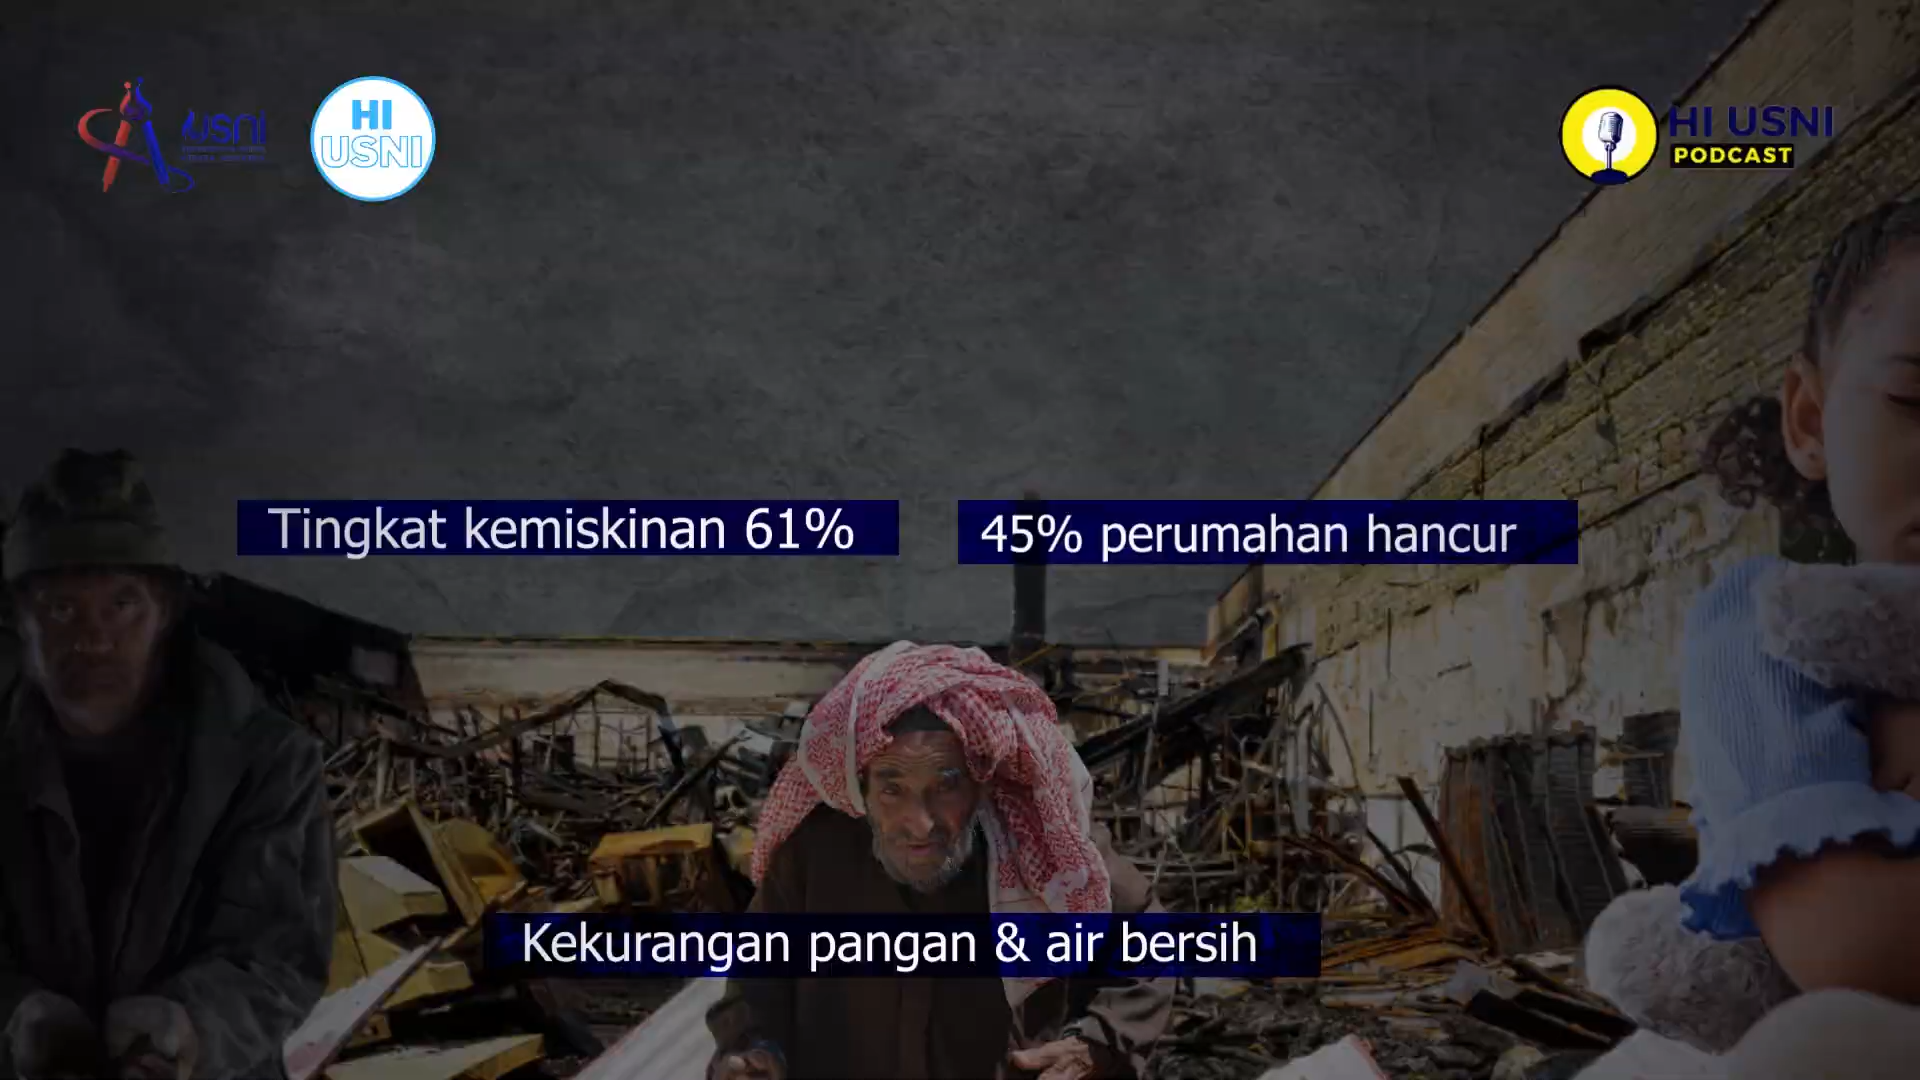 USNI
HI
USNI
HI USNI
PODCAST
Tingkat kemiskinan 61%
45% perumahan hancur
Kekurangan pangan & air bersih